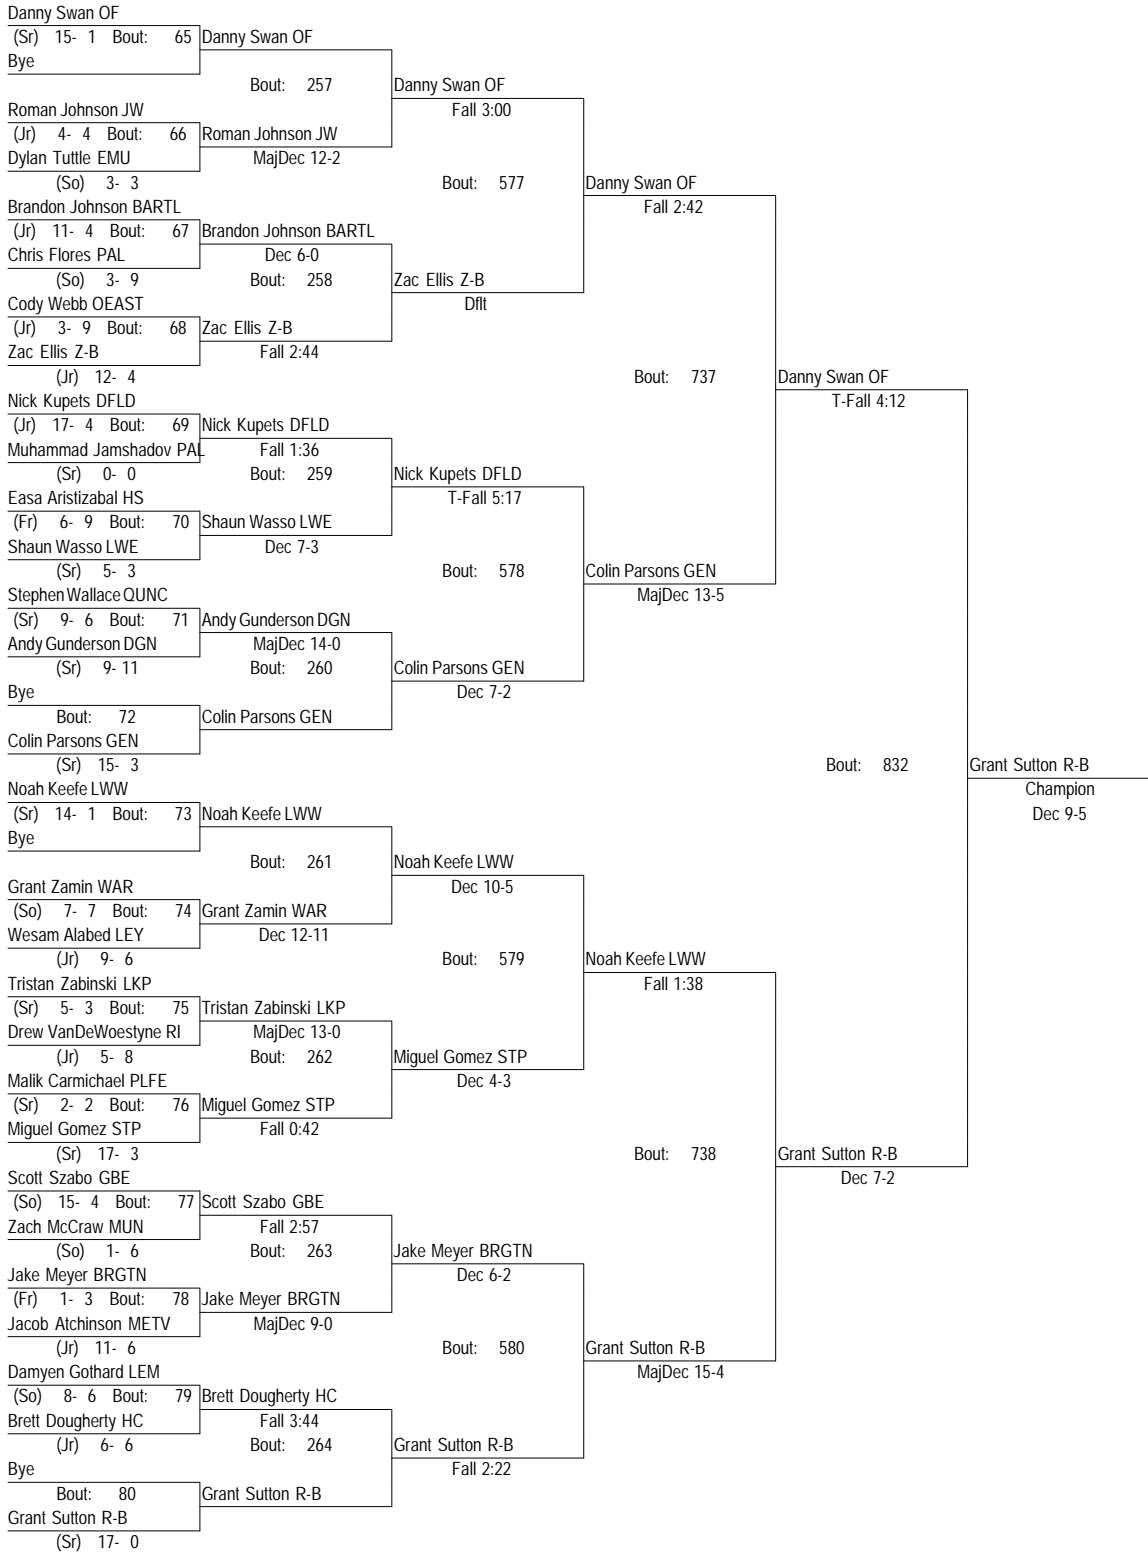 Danny Swan OF
(Sr) 15- 1 Bout: 65 Danny Swan OF
Bye
Bout: 257 Danny Swan OF
Roman Johnson JW Fall 3:00
(Jr) 4- 4 Bout: 66 Roman Johnson JW
Dylan Tuttle EMU MajDec 12-2
(So) 3- 3 Bout: 577 Danny Swan OF
Brandon Johnson BARTL Fall 2:42
(Jr) 11- 4 Bout: 67 Brandon Johnson BARTL
Chris Flores PAL Dec 6-0
(So) 3- 9 Bout: 258 Zac Ellis Z-B
Cody Webb OEAST Dflt
(Jr) 3- 9 Bout: 68 Zac Ellis Z-B
Zac Ellis Z-B Fall 2:44
(Jr) 12- 4 Bout: 737 Danny Swan OF
Nick Kupets DFLD T-Fall 4:12
(Jr) 17- 4 Bout: 69 Nick Kupets DFLD
Muhammad Jamshadov PAL Fall 1:36
(Sr) 0- 0 Bout: 259 Nick Kupets DFLD
Easa Aristizabal HS T-Fall 5:17
(Fr) 6- 9 Bout: 70 Shaun Wasso LWE
Shaun Wasso LWE Dec 7-3
(Sr) 5- 3 Bout: 578 Colin Parsons GEN
Stephen Wallace QUNC MajDec 13-5
(Sr) 9- 6 Bout: 71 Andy Gunderson DGN
Andy Gunderson DGN MajDec 14-0
(Sr) 9- 11 Bout: 260 Colin Parsons GEN
Bye Dec 7-2
Bout: 72 Colin Parsons GEN
Colin Parsons GEN
(Sr) 15- 3 Bout: 832 Grant Sutton R-B
Noah Keefe LWW Champion
(Sr) 14- 1 Bout: 73 Noah Keefe LWW Dec 9-5
Bye
Bout: 261 Noah Keefe LWW
Grant Zamin WAR Dec 10-5
(So) 7- 7 Bout: 74 Grant Zamin WAR
Wesam Alabed LEY Dec 12-11
(Jr) 9- 6 Bout: 579 Noah Keefe LWW
Tristan Zabinski LKP Fall 1:38
(Sr) 5- 3 Bout: 75 Tristan Zabinski LKP
Drew VanDeWoestyne RI MajDec 13-0
(Jr) 5- 8 Bout: 262 Miguel Gomez STP
Malik Carmichael PLFE Dec 4-3
(Sr) 2- 2 Bout: 76 Miguel Gomez STP
Miguel Gomez STP Fall 0:42
(Sr) 17- 3 Bout: 738 Grant Sutton R-B
Scott Szabo GBE Dec 7-2
(So) 15- 4 Bout: 77 Scott Szabo GBE
Zach McCraw MUN Fall 2:57
(So) 1- 6 Bout: 263 Jake Meyer BRGTN
Jake Meyer BRGTN Dec 6-2
(Fr) 1- 3 Bout: 78 Jake Meyer BRGTN
Jacob Atchinson METV MajDec 9-0
(Jr) 11- 6 Bout: 580 Grant Sutton R-B
Damyen Gothard LEM MajDec 15-4
(So) 8- 6 Bout: 79 Brett Dougherty HC
Brett Dougherty HC Fall 3:44
(Jr) 6- 6 Bout: 264 Grant Sutton R-B
Bye Fall 2:22
Bout: 80 Grant Sutton R-B
Grant Sutton R-B
(Sr) 17- 0